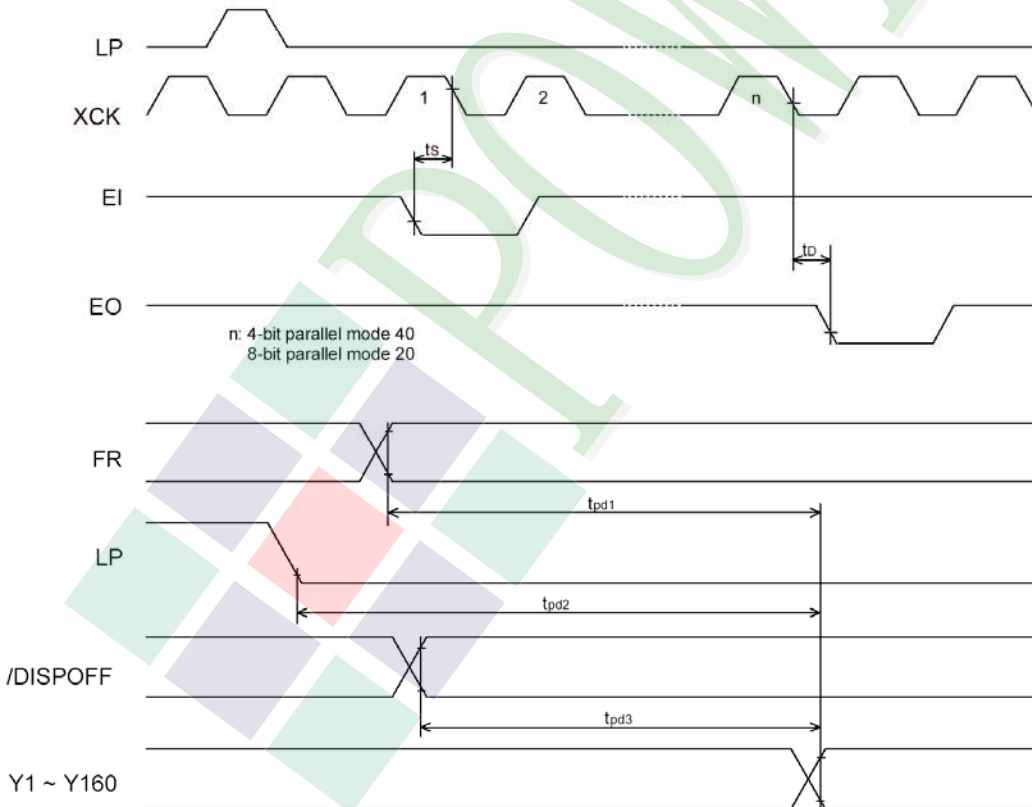 LP
XCK
1
2
n
ts
EI
tD
EO
n: 4-bit parallel mode 40
8-bit parallel mode 20
FR
tpd1
LP
tpd2
/DISPOFF
tpd3
Y1 ~ Y160